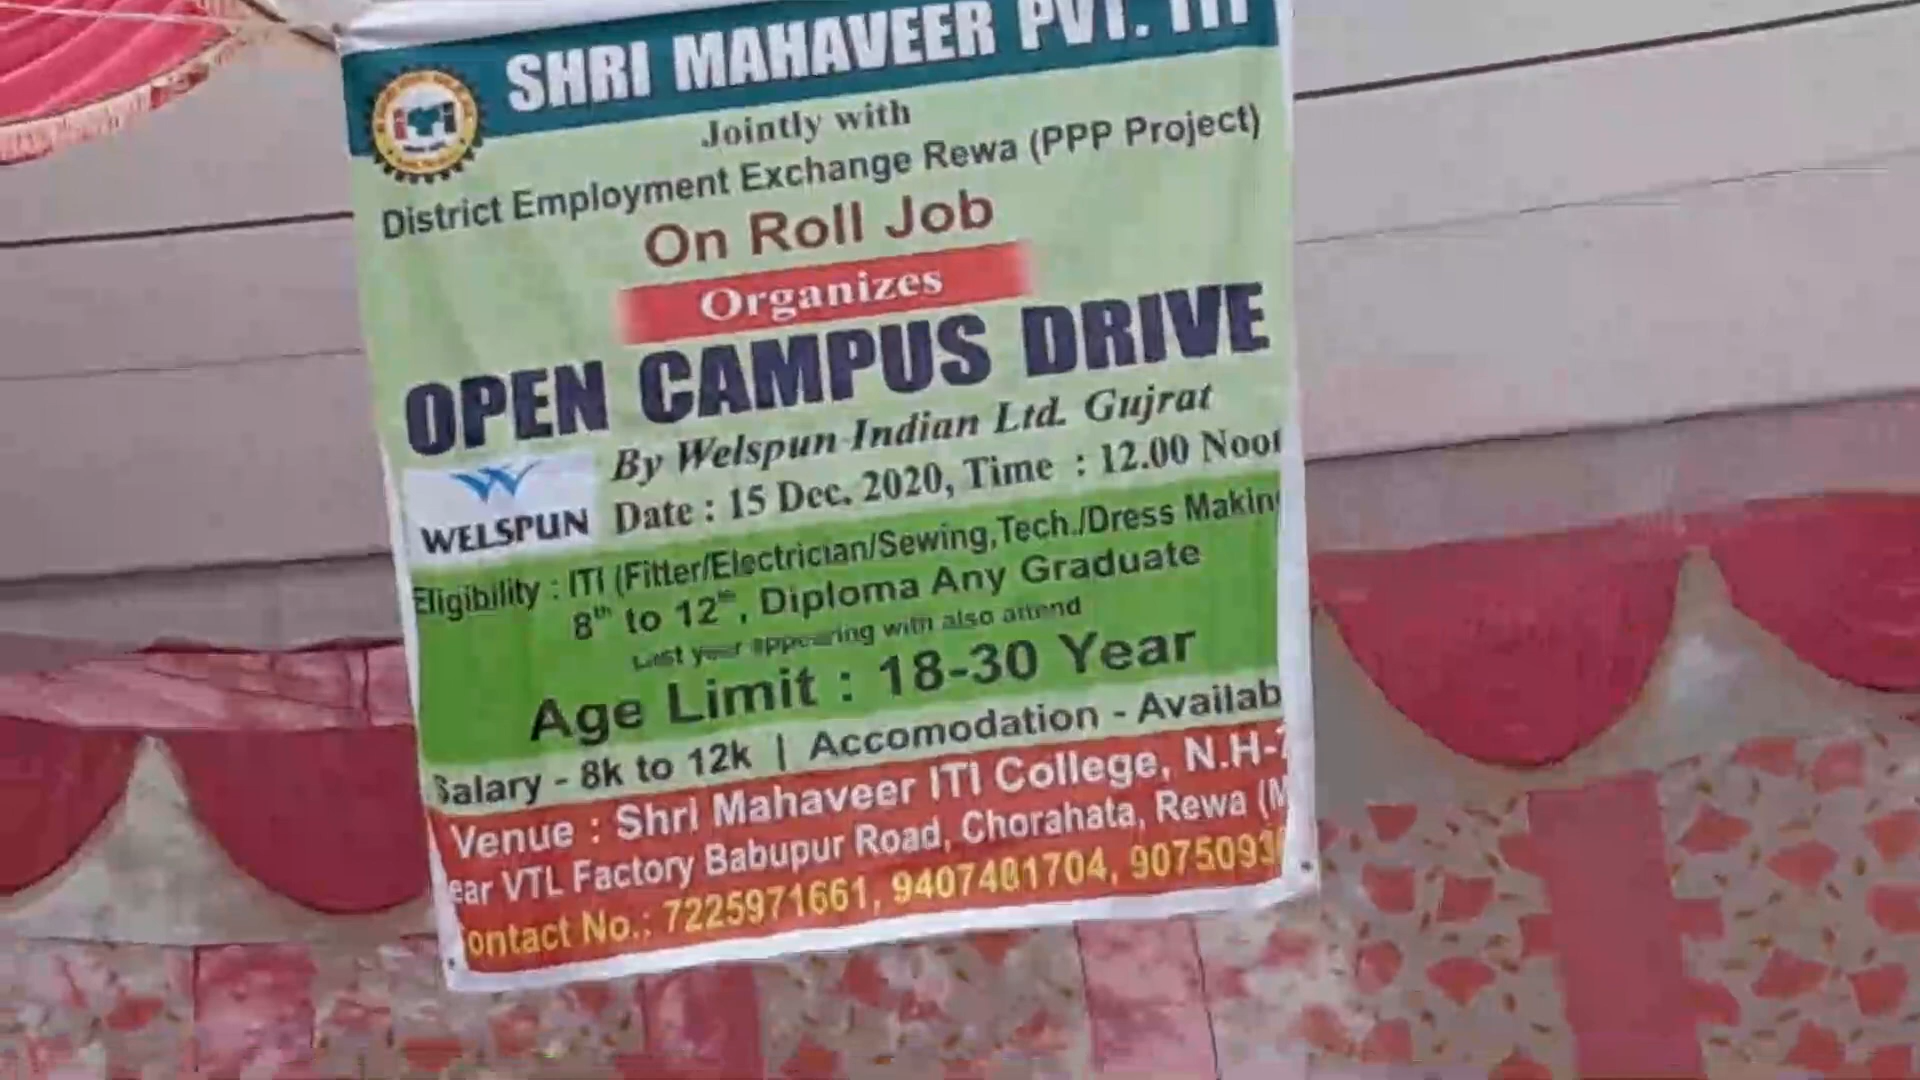 SHRI MAHAVEER PVT. ITI
iTi
Jointly with
District Employment Exchange Rewa (PPP Project)
On Roll Job
Organizes
OPEN CAMPUS DRIVE
By Welspun Indian Ltd. Gujrat
WELSPUN
Date : 15 Dec. 2020, Time : 12.00 Noo
Eligibility : ITI (Fitter/Electrician/Sewing,Tech./Dress Makin
8th to 12th, Diploma Any Graduate
Last year appearing with also attend
Age Limit : 18-30 Year
Salary - 8k to 12k | Accomodation - Availab
Venue : Shri Mahaveer ITI College, N.H-7
ear VTL Factory Babupur Road, Chorahata, Rewa (M
ontact No.: 7225971661, 9407401704, 9075093